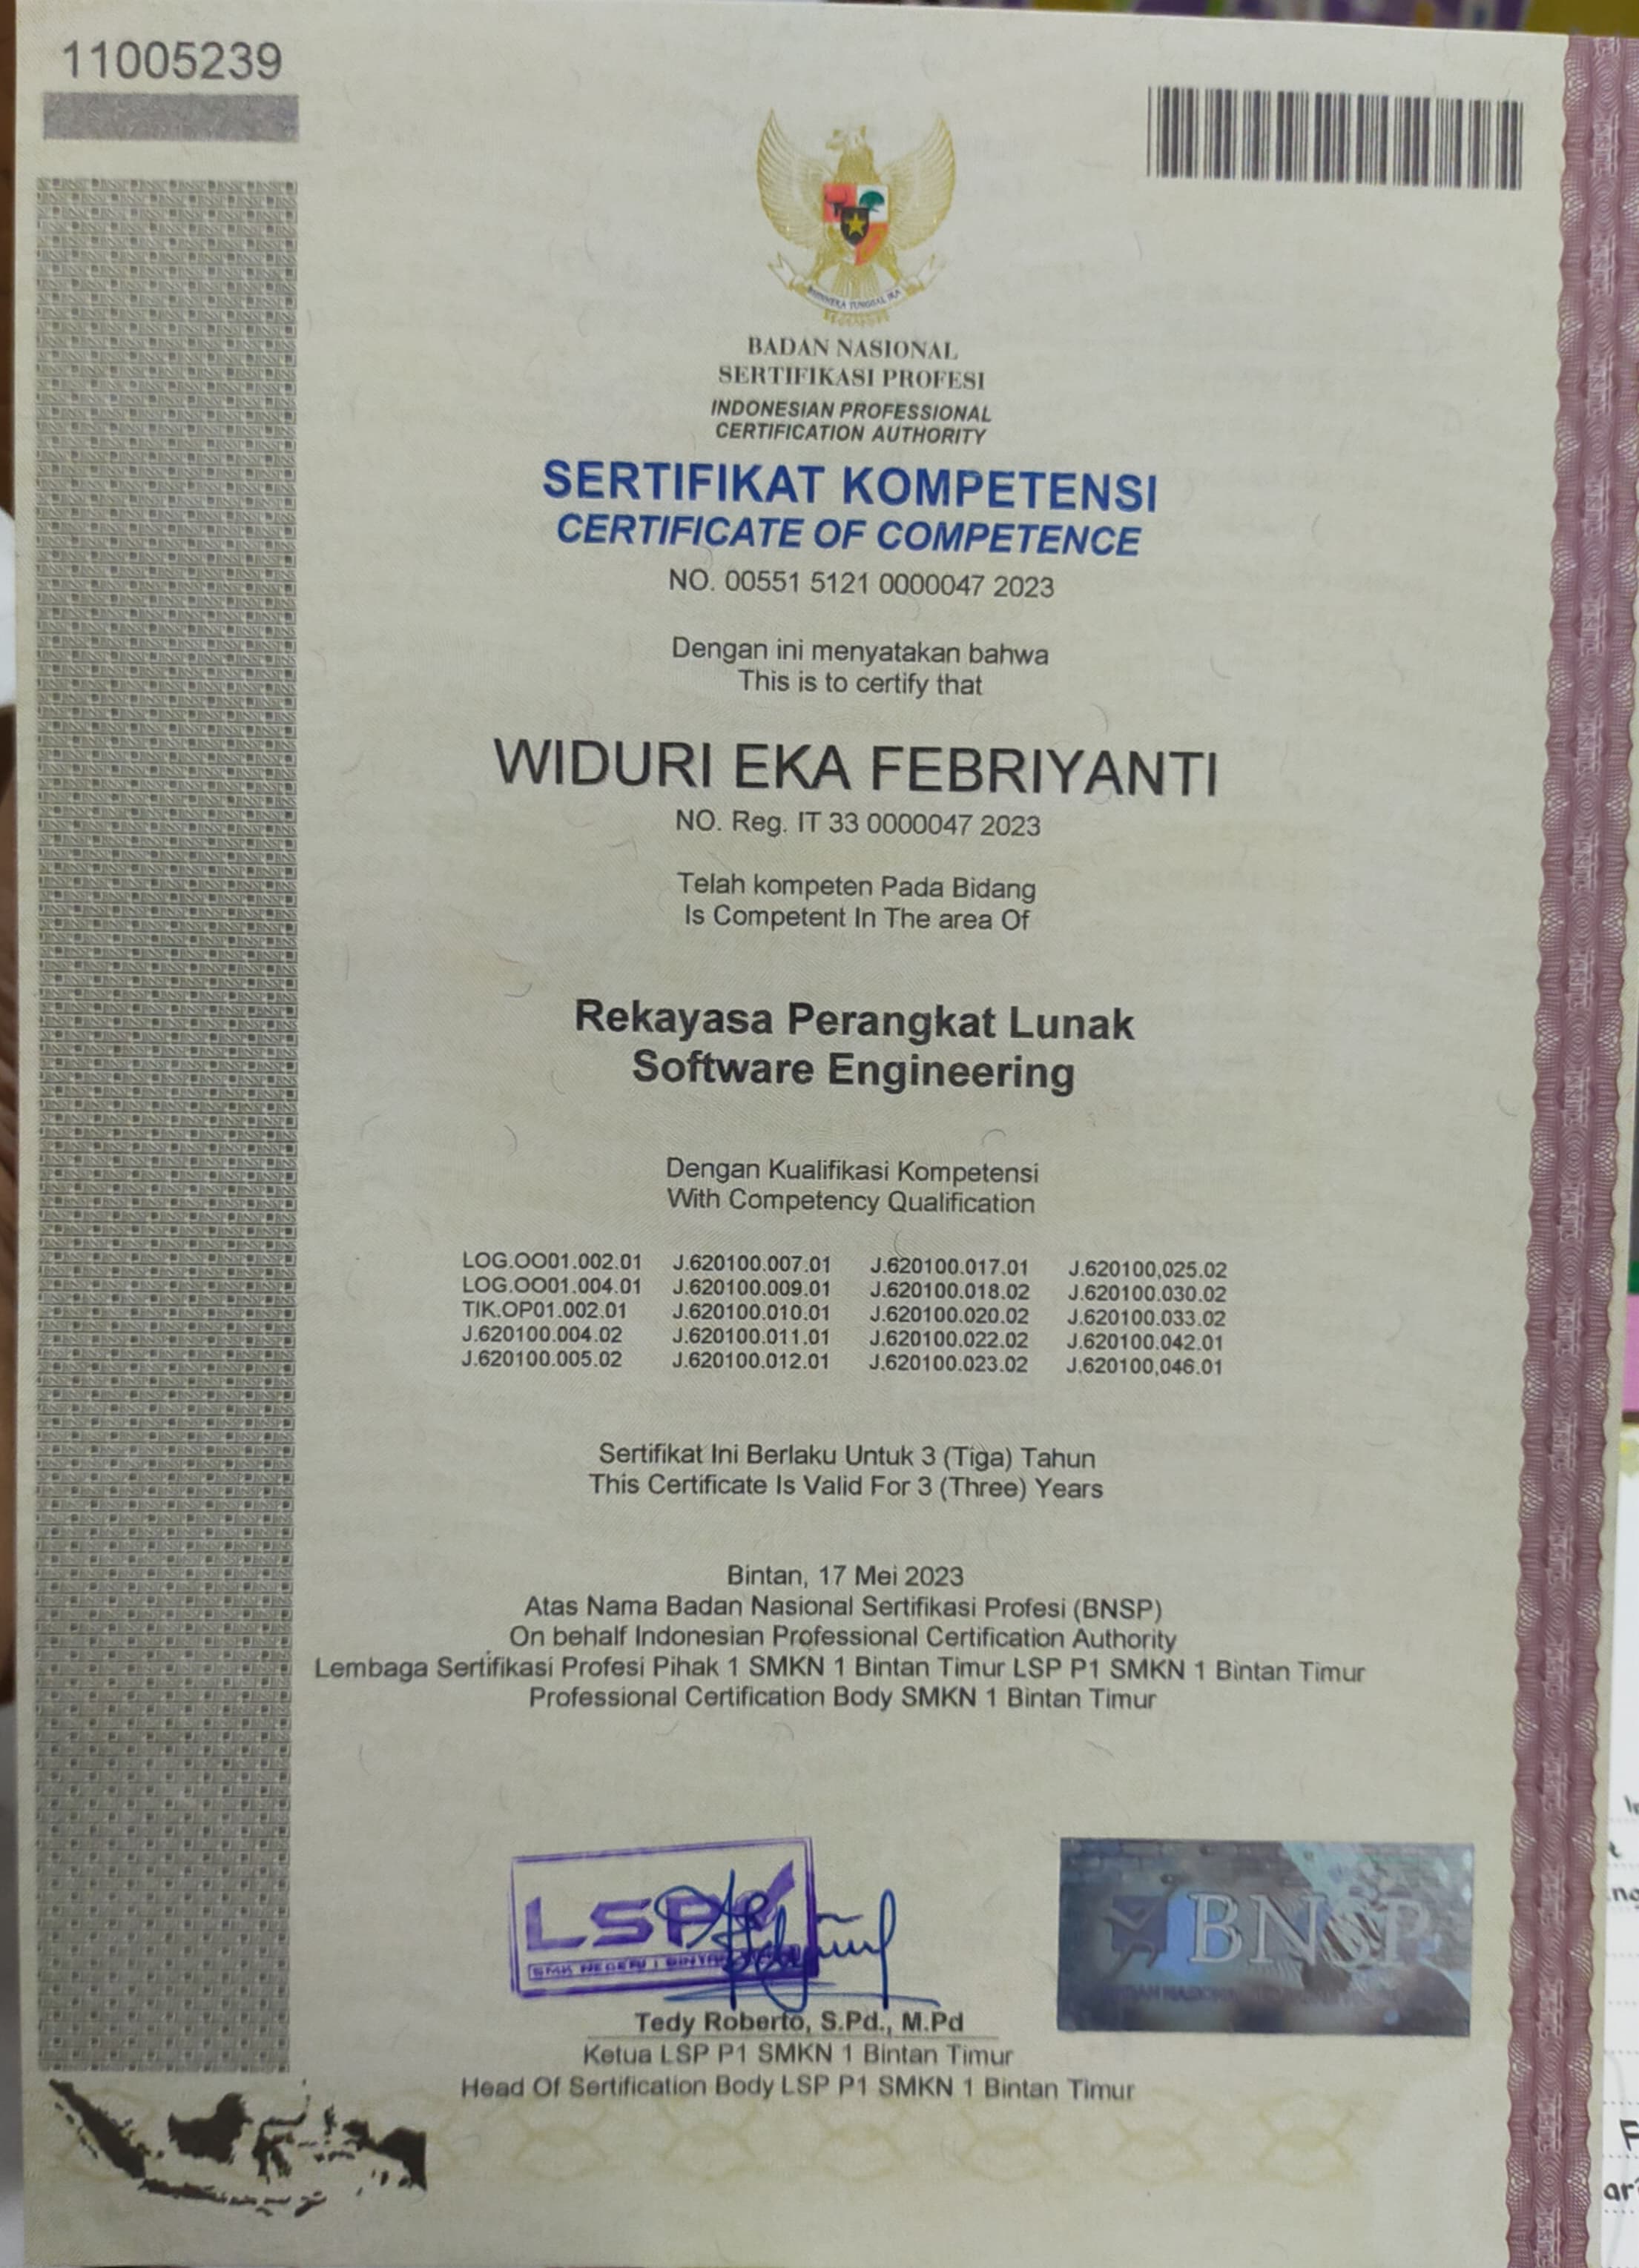 11005239
BHINNEKA TUNGGAL IKA
BADAN NASIONAL
SERTIFIKASI PROFESI
INDONESIAN PROFESSIONAL
CERTIFICATION AUTHORITY
SERTIFIKAT KOMPETENSI
CERTIFICATE OF COMPETENCE
NO. 00551 5121 0000047 2023
Dengan ini menyatakan bahwa
This is to certify that
WIDURI EKA FEBRIYANTI
NO. Reg. IT 33 0000047 2023
Telah kompeten Pada Bidang
Is Competent In The area Of
Rekayasa Perangkat Lunak
Software Engineering
Dengan Kualifikasi Kompetensi
With Competency Qualification
LOG.OO01.002.01 J.620100.007.01 J.620100.017.01 J.620100,025.02
LOG.OO01.004.01 J.620100.009.01 J.620100.018.02 J.620100.030.02
TIK.OP01.002.01 J.620100.010.01 J.620100.020.02 J.620100.033.02
J.620100.004.02 J.620100.011.01 J.620100.022.02 J.620100.042.01
J.620100.005.02 J.620100.012.01 J.620100.023.02 J.620100,046.01
Sertifikat Ini Berlaku Untuk 3 (Tiga) Tahun
This Certificate Is Valid For 3 (Three) Years
Bintan, 17 Mei 2023
Atas Nama Badan Nasional Sertifikasi Profesi (BNSP)
On behalf Indonesian Professional Certification Authority
Lembaga Sertifikasi Profesi Pihak 1 SMKN 1 Bintan Timur LSP P1 SMKN 1 Bintan Timur
Professional Certification Body SMKN 1 Bintan Timur
LSP
SMK NEGERI 1
BNSP
Tedy Roberto, S.Pd., M.Pd
Ketua LSP P1 SMKN 1 Bintan Timur
Head Of Sertification Body LSP P1 SMKN 1 Bintan Timur